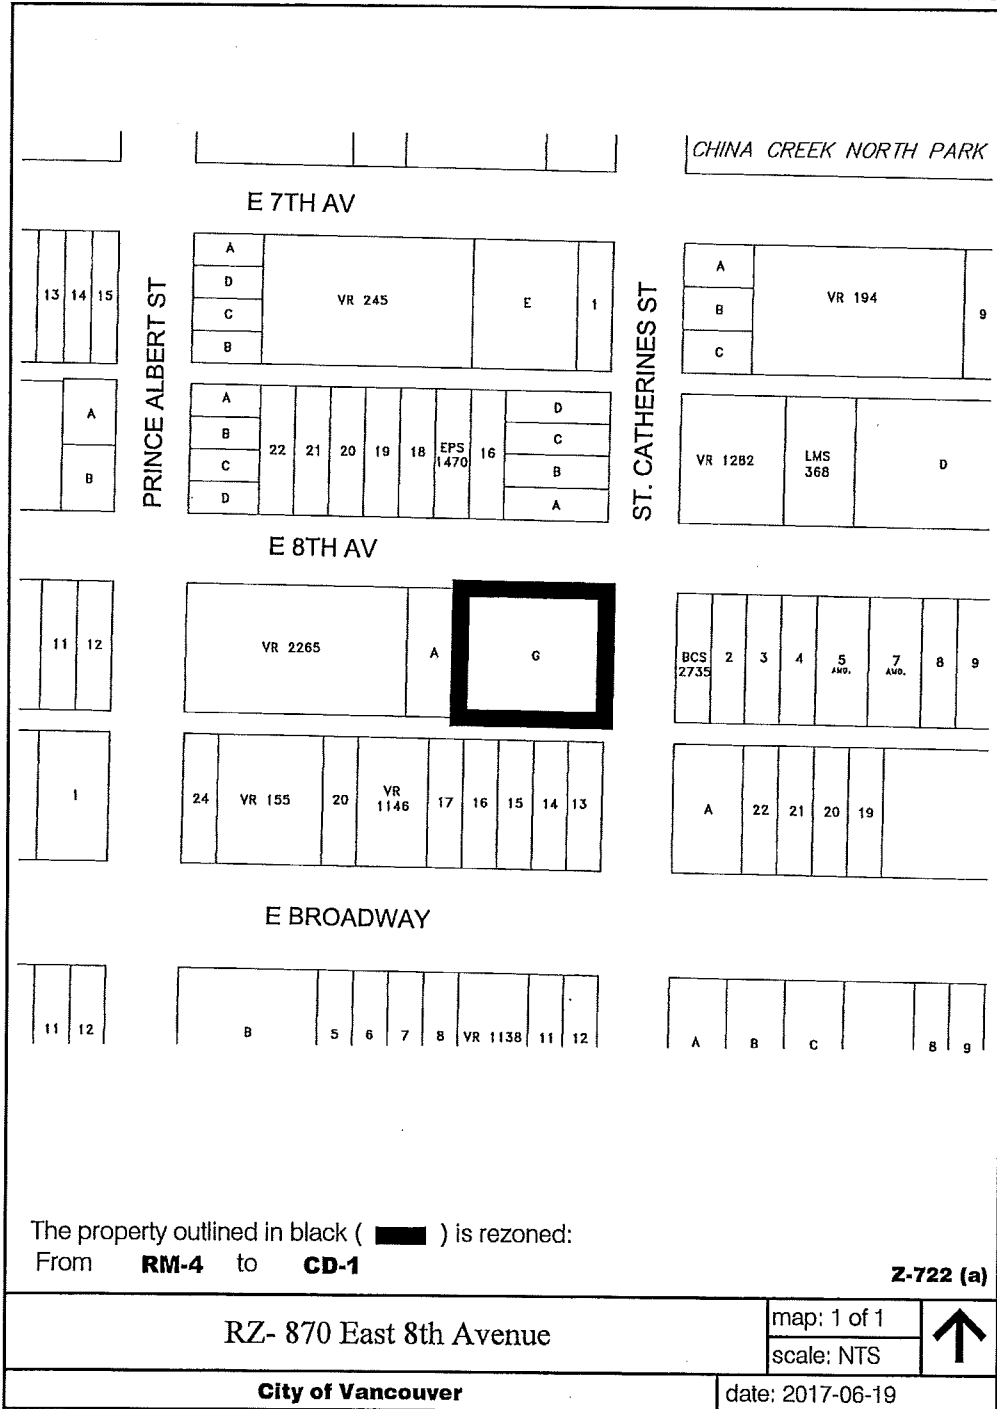 CHINA CREEK NORTH PARK
E 7TH AV
PRINCE ALBERT ST
ST. CATHERINES ST
13 14 15
A
D
C
B
VR 245
E
1
A
B
C
VR 194
9
A
B
A
B
C
D
22 21 20 19 18
EPS
1470
16
D
C
B
A
VR 1282
LMS
368
D
E 8TH AV
11 12
VR 2265
A
G
BCS
2735
2 3 4
5
AMD.
7
AMD.
8 9
1
24
VR 155
20
VR
1146
17 16 15 14 13
A
22 21 20 19
E BROADWAY
11 12
B
5 6 7 8 VR 1138 11 12
A B C 8 9
The property outlined in black ( ) is rezoned:
From RM-4 to CD-1
Z-722 (a)
RZ- 870 East 8th Avenue
map: 1 of 1
scale: NTS
City of Vancouver
date: 2017-06-19